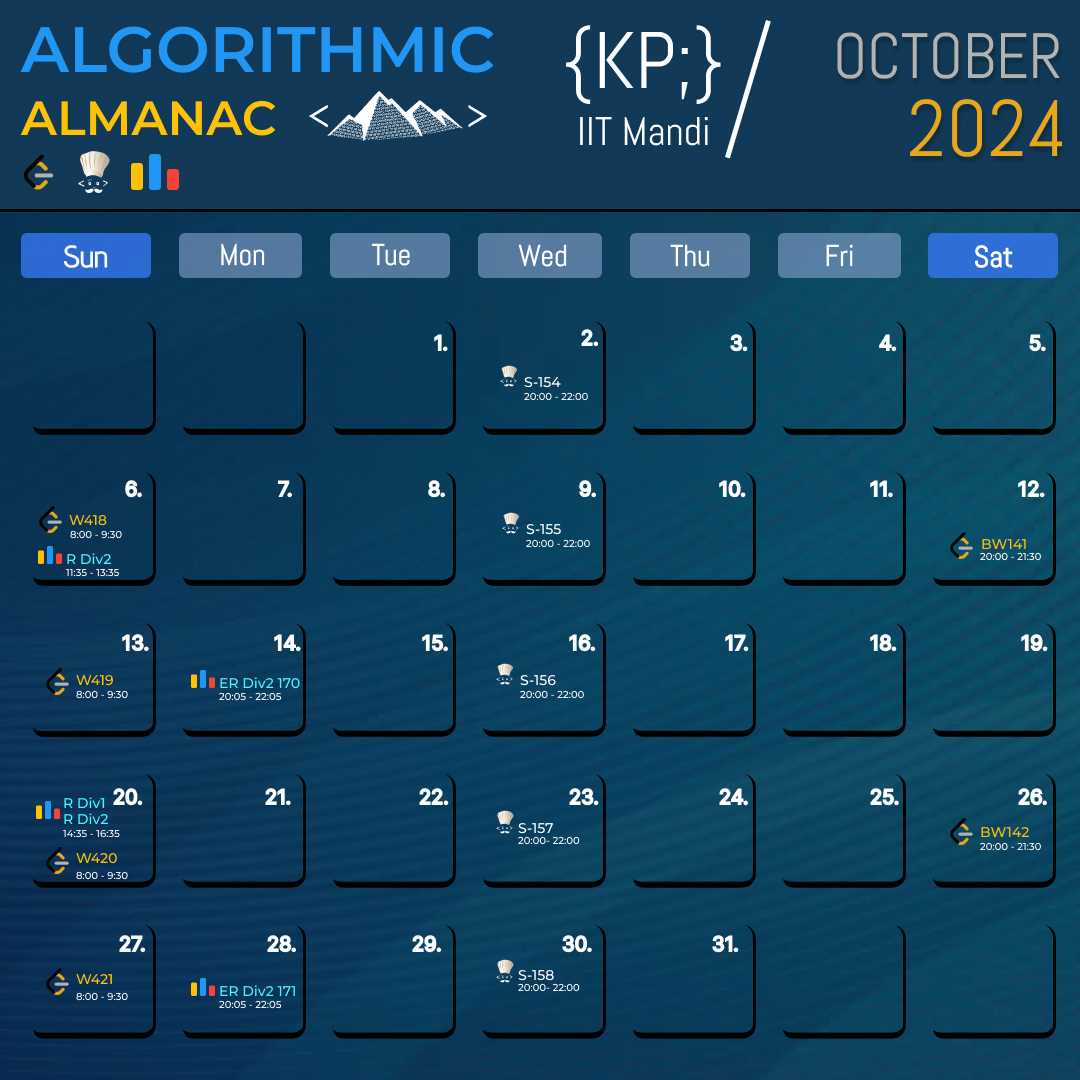 ALGORITHMIC
ALMANAC
< >
{KP;}
IIT Mandi
OCTOBER
2024
Sun
Mon
Tue
Wed
Thu
Fri
Sat
1.
2.
S-154
20:00 - 22:00
3.
4.
5.
6.
W418
8:00 - 9:30
R Div2
11:35 - 13:35
7.
8.
9.
S-155
20:00 - 22:00
10.
11.
12.
BW141
20:00 - 21:30
13.
W419
8:00 - 9:30
14.
ER Div2 170
20:05 - 22:05
15.
16.
S-156
20:00 - 22:00
17.
18.
19.
20.
R Div1
R Div2
14:35 - 16:35
W420
8:00 - 9:30
21.
22.
23.
S-157
20:00- 22:00
24.
25.
26.
BW142
20:00 - 21:30
27.
W421
8:00 - 9:30
28.
ER Div2 171
20:05 - 22:05
29.
30.
S-158
20:00- 22:00
31.